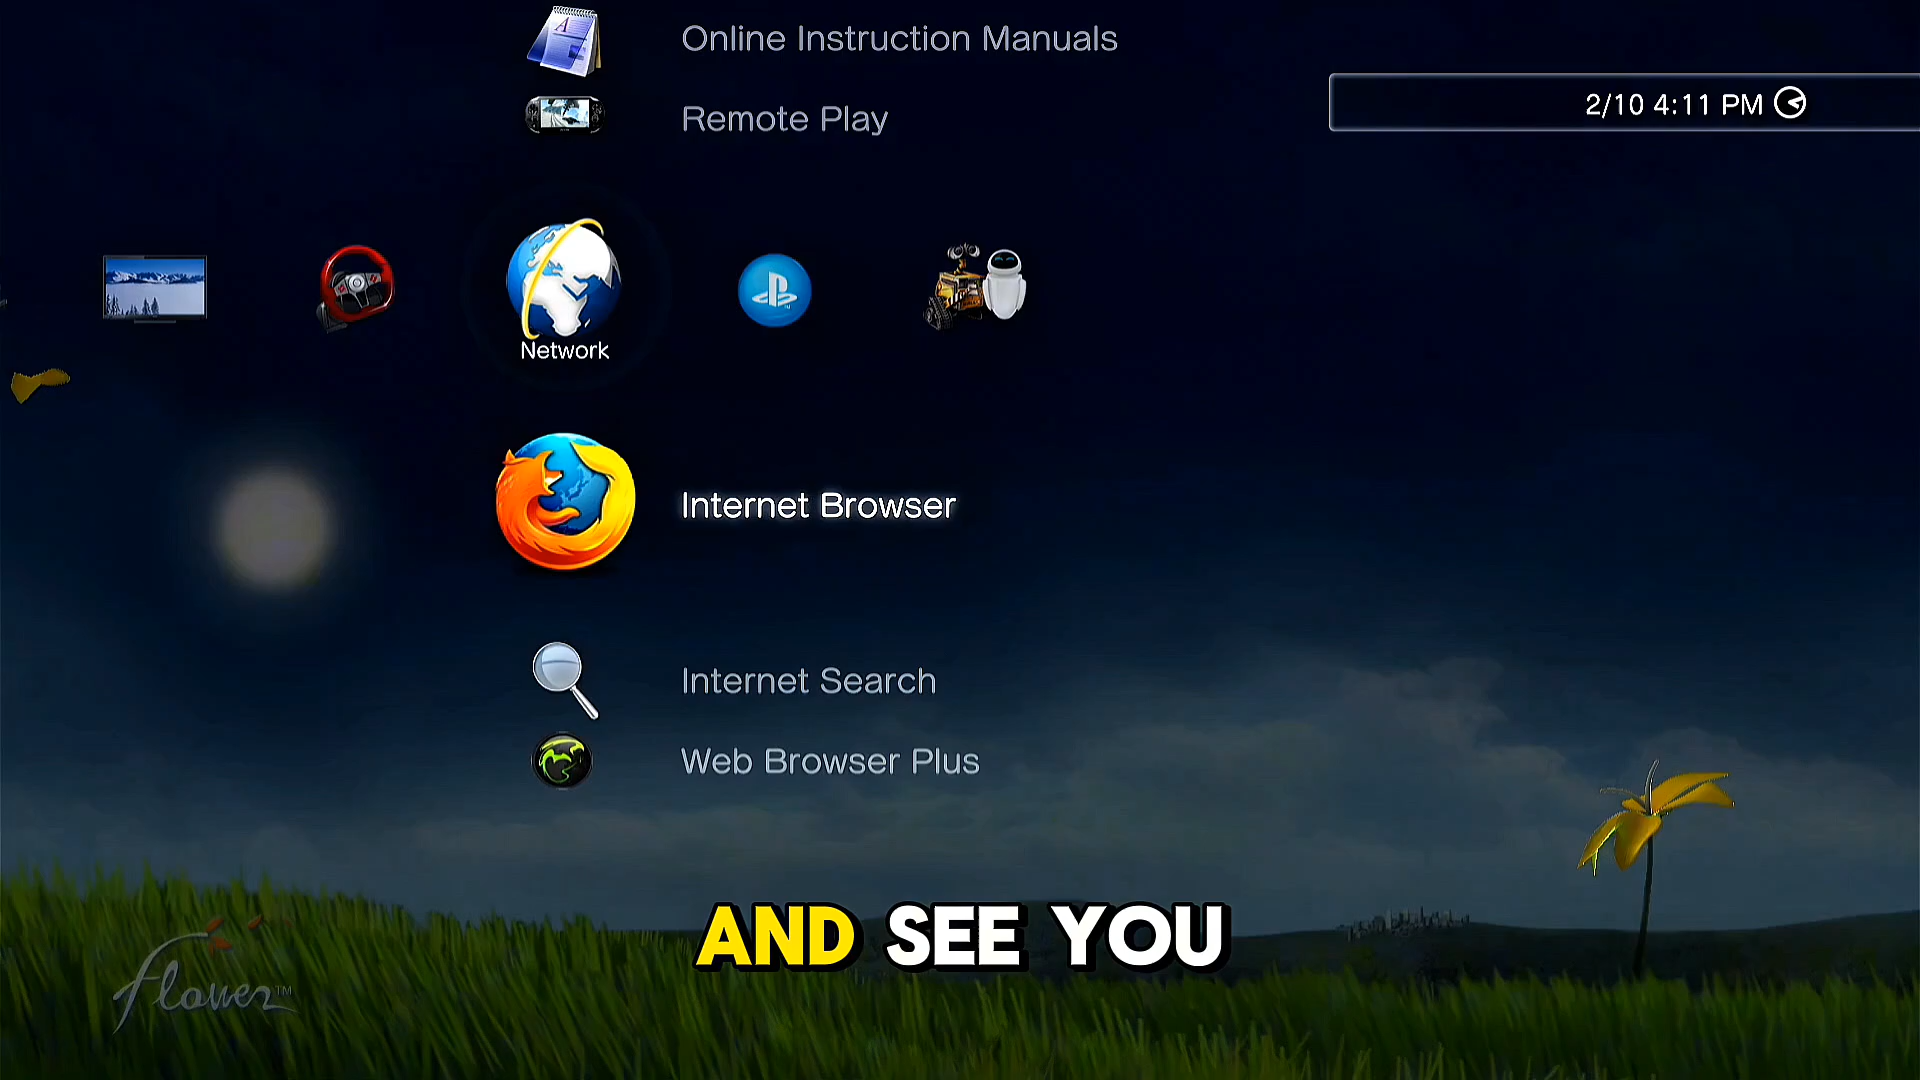 Online Instruction Manuals
Remote Play
2/10 4:11 PM
Network
Internet Browser
Internet Search
Web Browser Plus
AND SEE YOU
flower™